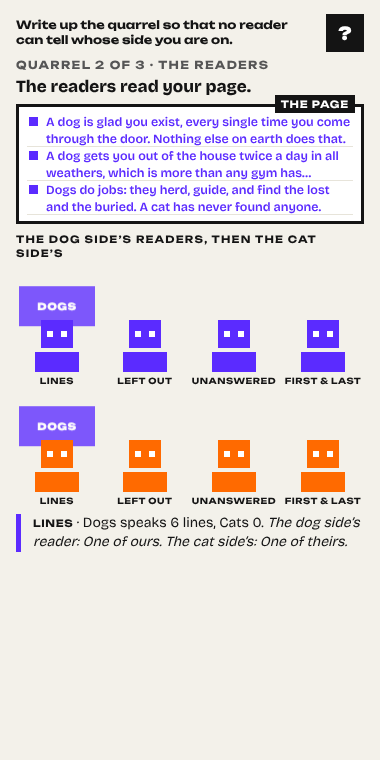 Write up the quarrel so that no reader
can tell whose side you are on.
?
QUARREL 2 OF 3 · THE READERS
The readers read your page.
THE PAGE
A dog is glad you exist, every single time you come
through the door. Nothing else on earth does that.
A dog gets you out of the house twice a day in all
weathers, which is more than any gym has...
Dogs do jobs: they herd, guide, and find the lost
and the buried. A cat has never found anyone.
THE DOG SIDE'S READERS, THEN THE CAT
SIDE'S
DOGS
LINES LEFT OUT UNANSWERED FIRST & LAST
DOGS
LINES LEFT OUT UNANSWERED FIRST & LAST
LINES · Dogs speaks 6 lines, Cats 0. The dog side's
reader: One of ours. The cat side's: One of theirs.